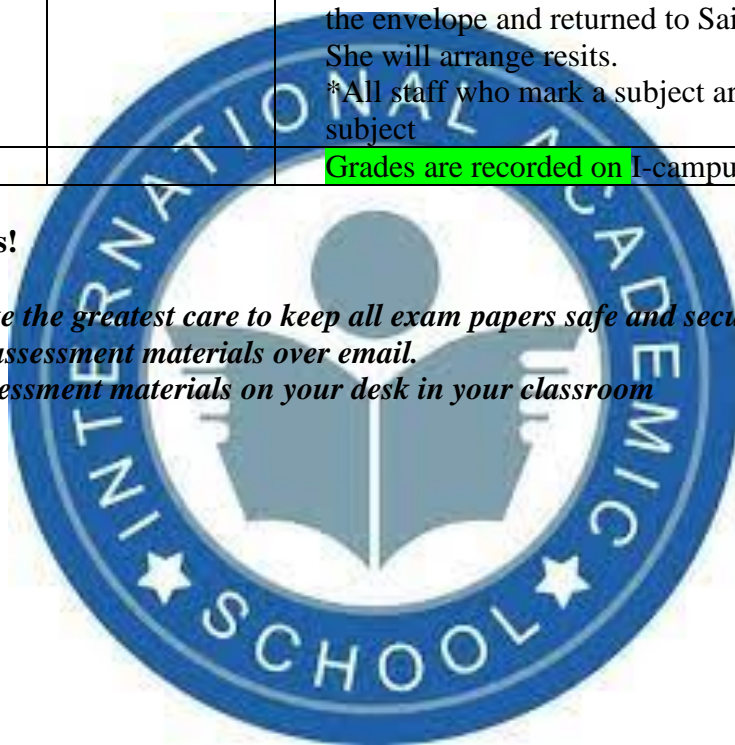 the envelope and returned to Sai
She will arrange resits.
*All staff who mark a subject ar
subject
Grades are recorded on I-campu
s!
e the greatest care to keep all exam papers safe and secu
assessment materials over email.
essment materials on your desk in your classroom
INTERNATIONAL ACADEMIC
SCHOOL